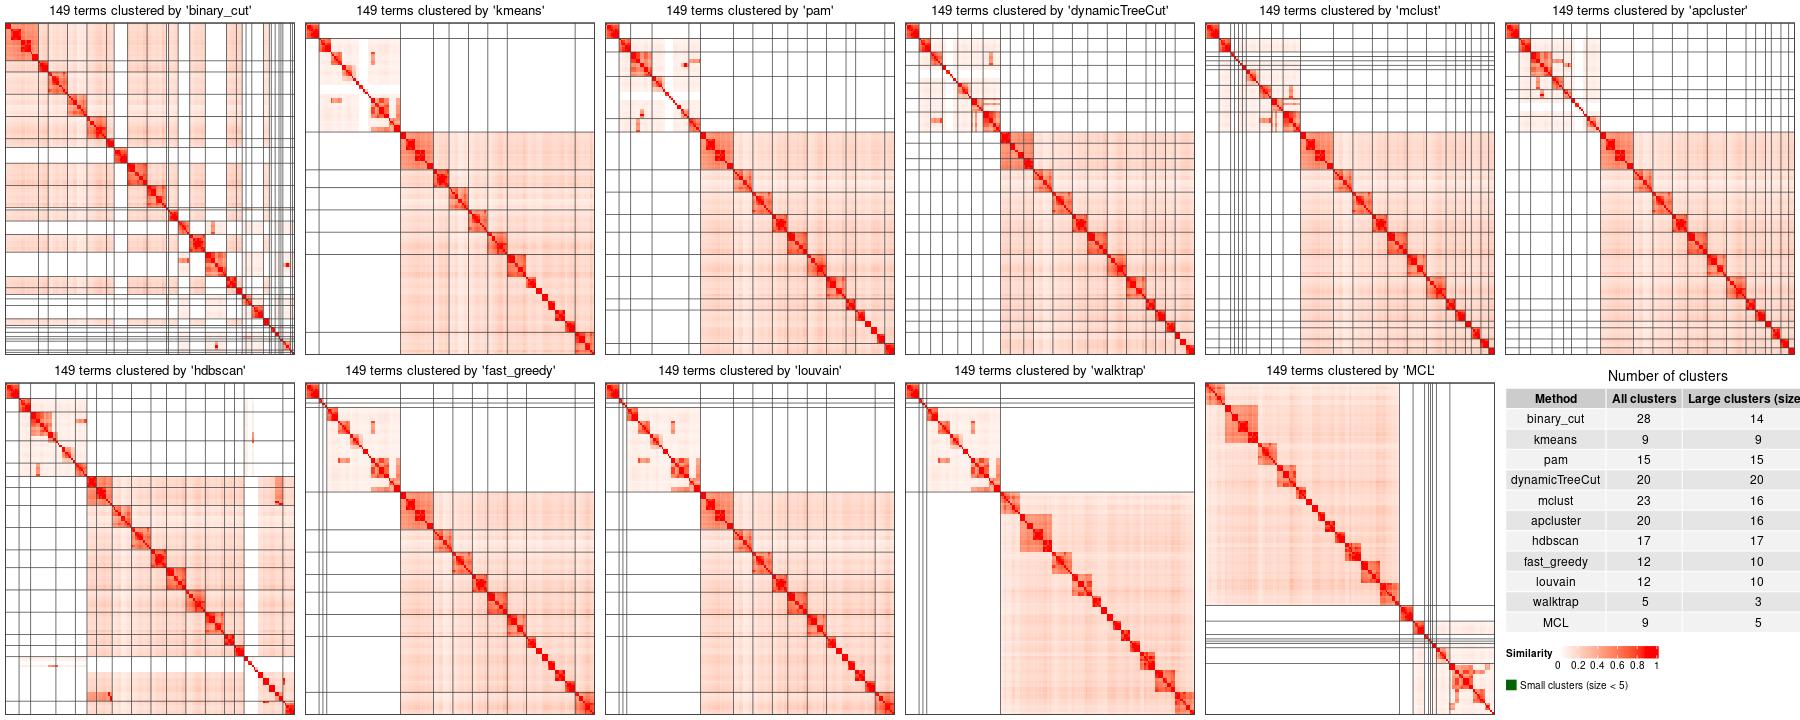 149 terms clustered by 'binary_cut'
149 terms clustered by 'kmeans'
149 terms clustered by 'pam'
149 terms clustered by 'dynamicTreeCut'
149 terms clustered by 'mclust'
149 terms clustered by 'apcluster'
149 terms clustered by 'hdbscan'
149 terms clustered by 'fast_greedy'
149 terms clustered by 'louvain'
149 terms clustered by 'walktrap'
149 terms clustered by 'MCL'
Number of clusters
Method All clusters Large clusters (size
binary_cut 28 14
kmeans 9 9
pam 15 15
dynamicTreeCut 20 20
mclust 23 16
apcluster 20 16
hdbscan 17 17
fast_greedy 12 10
louvain 12 10
walktrap 5 3
MCL 9 5
Similarity
0 0.2 0.4 0.6 0.8 1
Small clusters (size < 5)